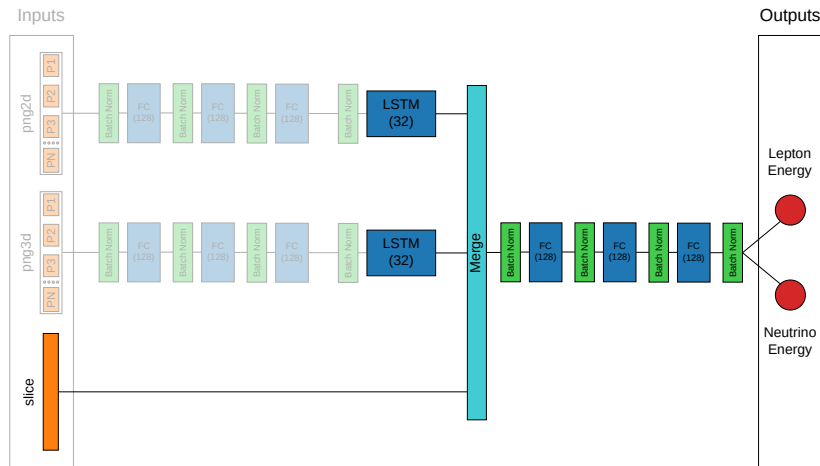 Inputs
Outputs
png2d
P1
P2
P3
PN
Batch Norm
FC
(128)
Batch Norm
FC
(128)
Batch Norm
FC
(128)
Batch Norm
LSTM
(32)
png3d
P1
P2
P3
PN
Batch Norm
FC
(128)
Batch Norm
FC
(128)
Batch Norm
FC
(128)
Batch Norm
LSTM
(32)
slice
Merge
Batch Norm
FC
(128)
Batch Norm
FC
(128)
Batch Norm
FC
(128)
Batch Norm
Lepton
Energy
Neutrino
Energy